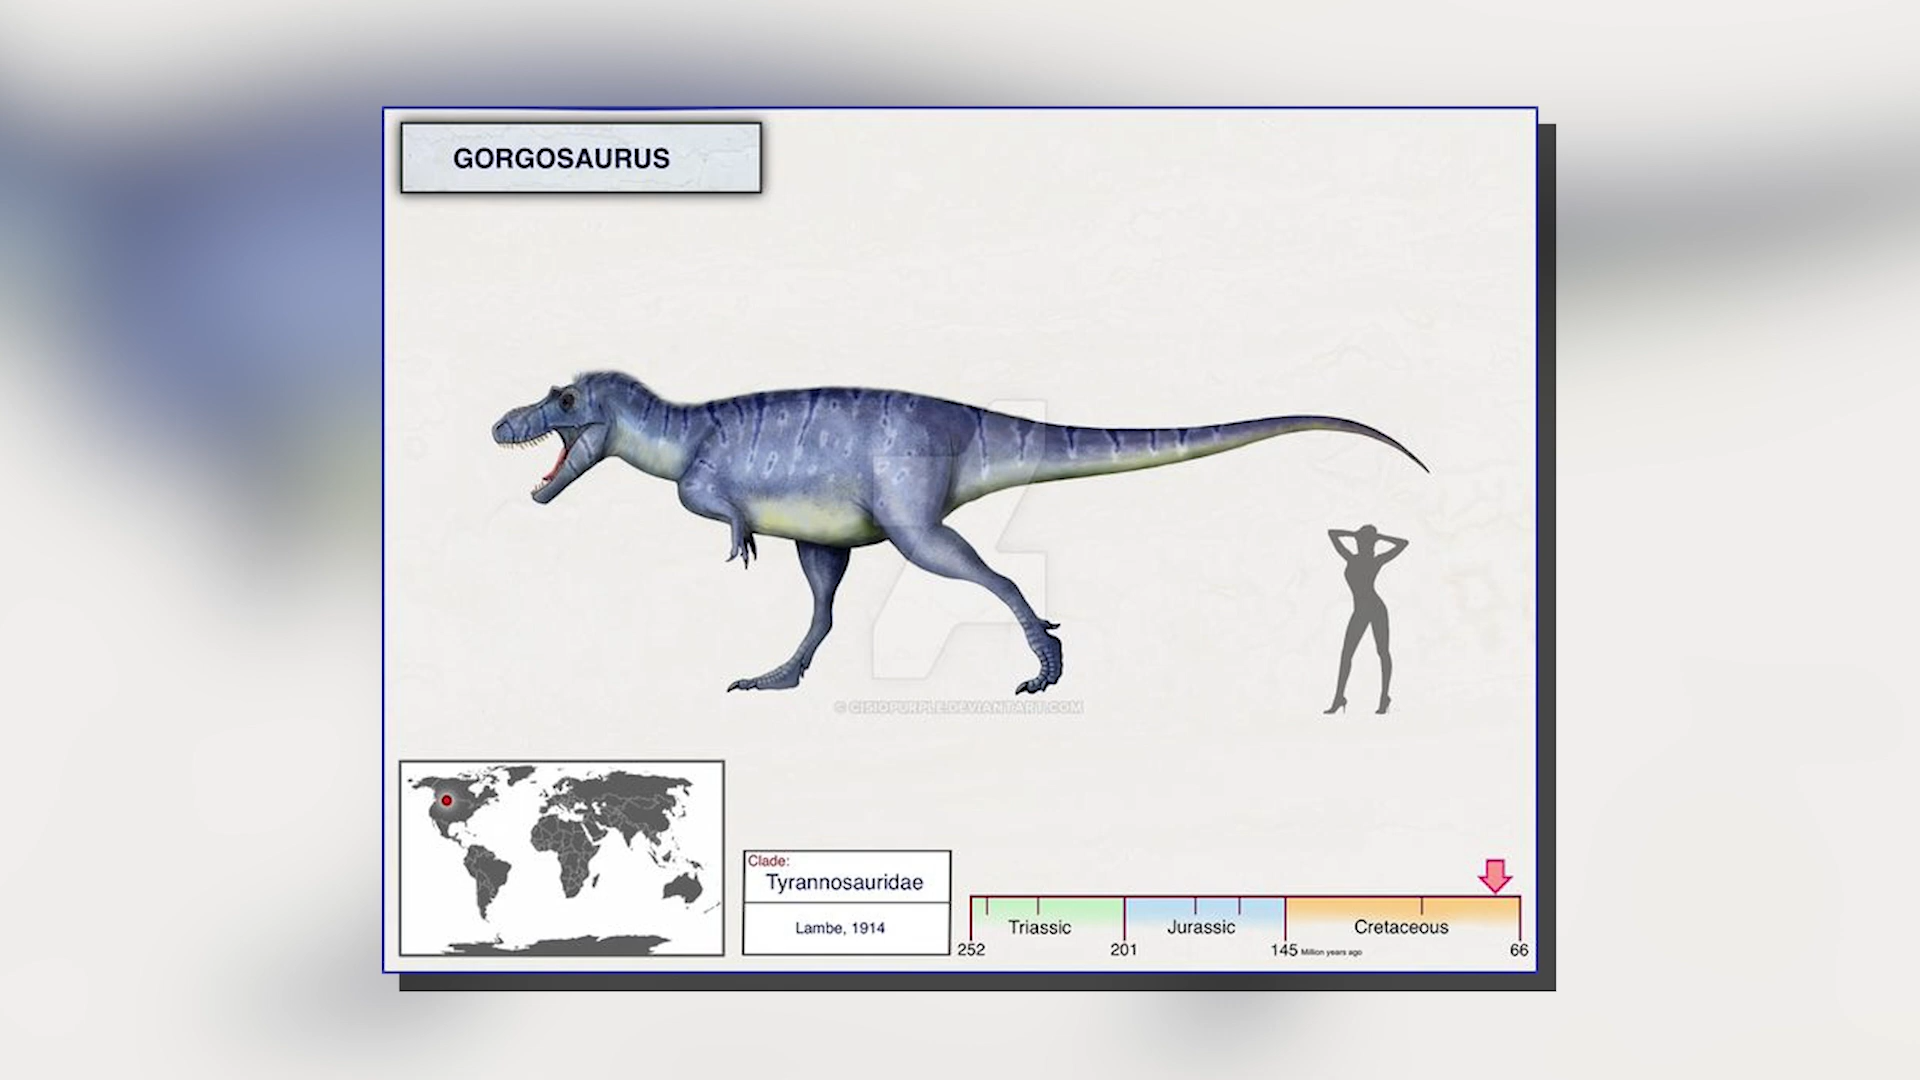 GORGOSAURUS
© CISIOPURPLE.DEVIANTART.COM
Clade:
Tyrannosauridae
Lambe, 1914
Triassic
Jurassic
Cretaceous
252
201
145 Million years ago
66